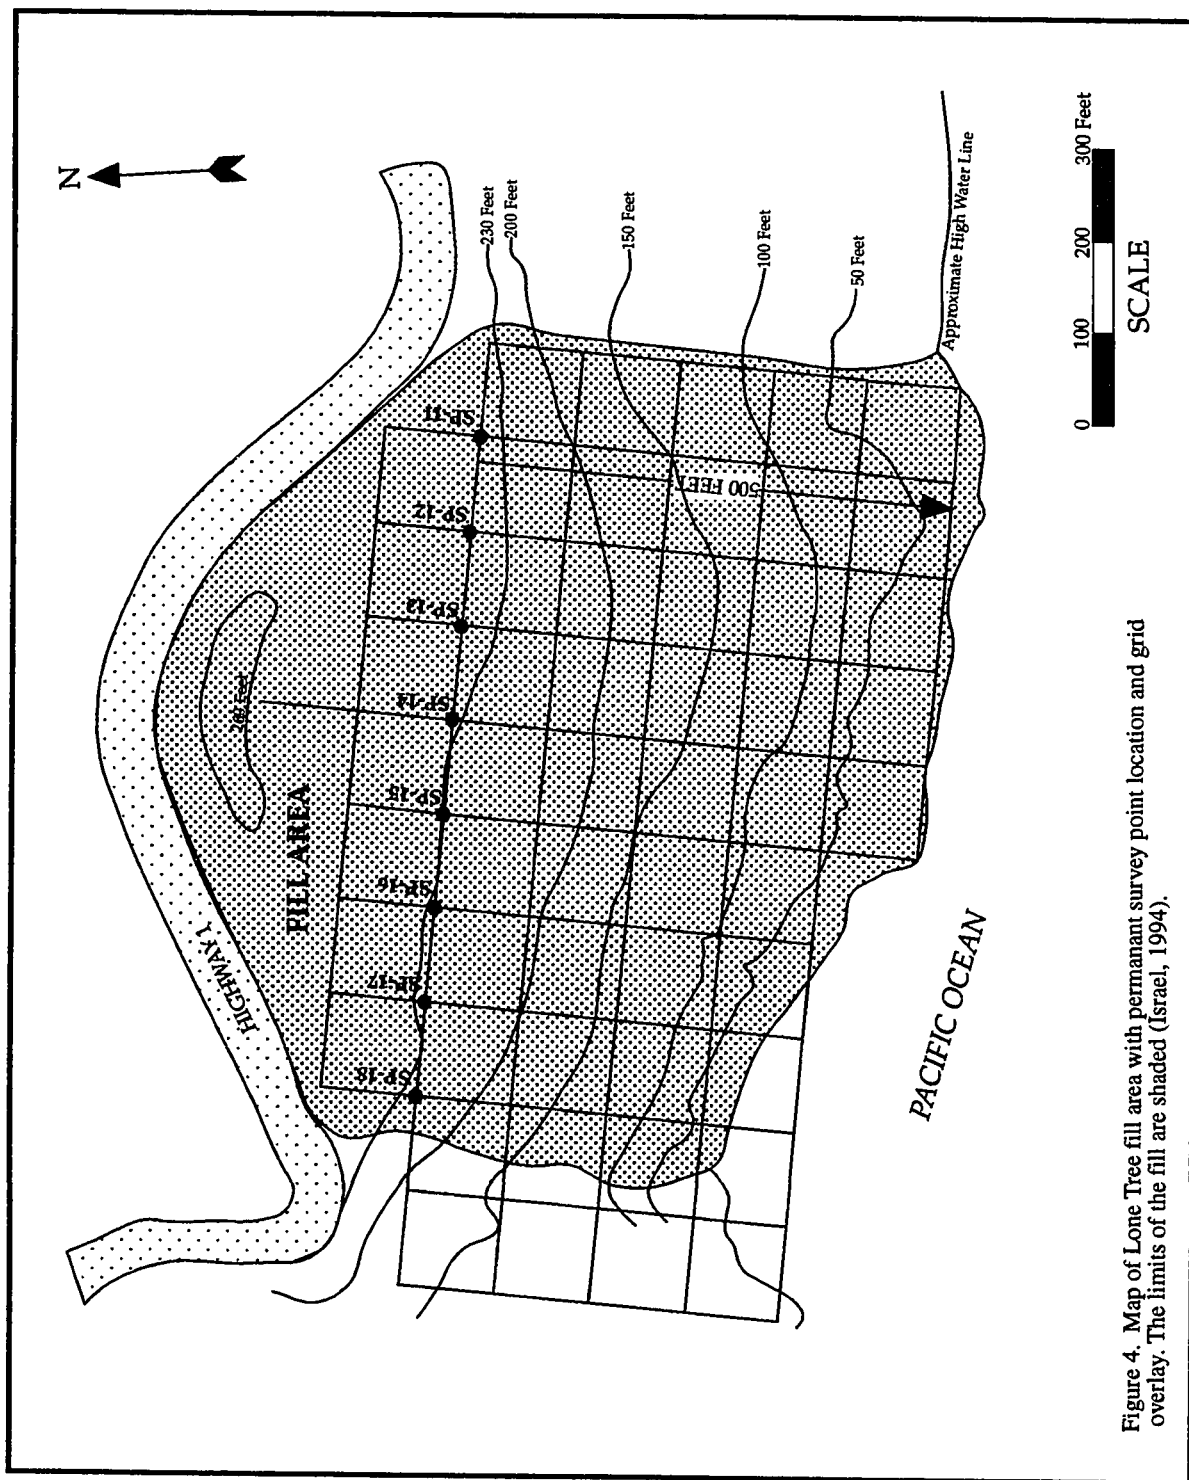 N
HIGHWAY 1
FILL AREA
260 Feet
SP-18
SP-17
SP-16
SP-15
SP-14
SP-13
SP-12
SP-11
500 FEET
230 Feet
200 Feet
150 Feet
100 Feet
50 Feet
Approximate High Water Line
PACIFIC OCEAN
0 100 200 300 Feet
SCALE
Figure 4. Map of Lone Tree fill area with permanant survey point location and grid
overlay. The limits of the fill are shaded (Israel, 1994).